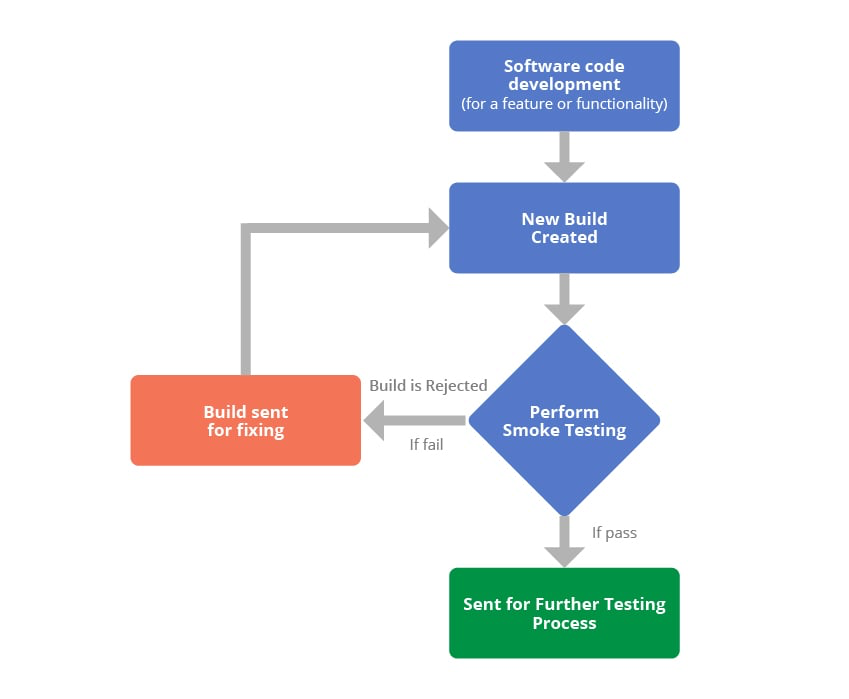 Software code
development
(for a feature or functionality)
New Build
Created
Build is Rejected
Build sent
for fixing
Perform
Smoke Testing
If fail
If pass
Sent for Further Testing
Process